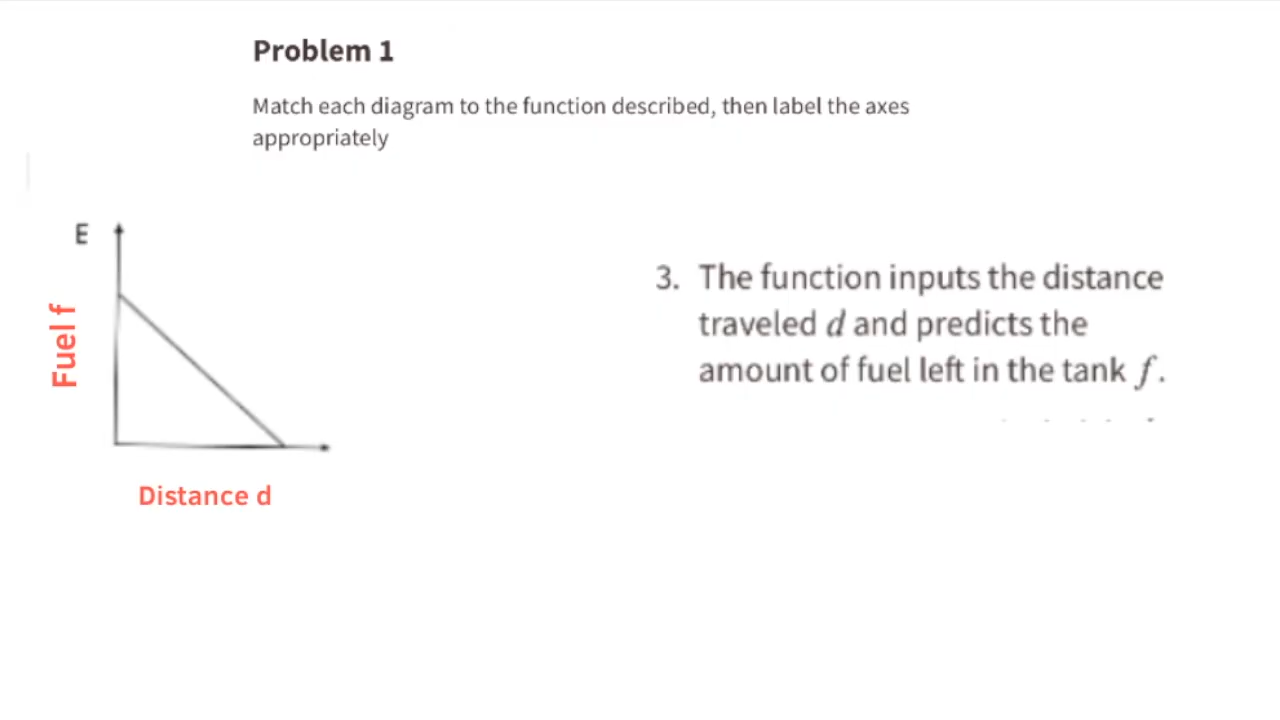 Problem 1
Match each diagram to the function described, then label the axes
appropriately
E
Fuel f
Distance d
3. The function inputs the distance
traveled d and predicts the
amount of fuel left in the tank f.